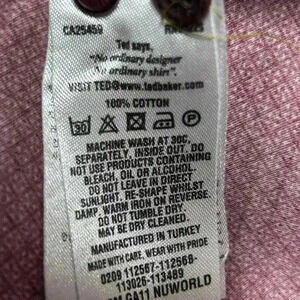 CA25459
Ted says,
"No ordinary designer
No ordinary shirt".
VISIT TED@www.tedbaker.com
100% COTTON
30
MACHINE WASH AT 30C,
SEPARATELY, INSIDE OUT. DO
NOT USE PRODUCTS CONTAINING
BLEACH, OIL OR ALCOHOL.
DO NOT LEAVE IN DIRECT
SUNLIGHT. RE-SHAPE WHILST
DAMP. WARM IRON ON REVERSE.
DO NOT TUMBLE DRY
MAY BE DRY CLEANED.
MANUFACTURED IN TURKEY
MADE WITH CARE, WEAR WITH PRIDE
0209 112567-112569-
113026-113489
GA11 NUWORLD